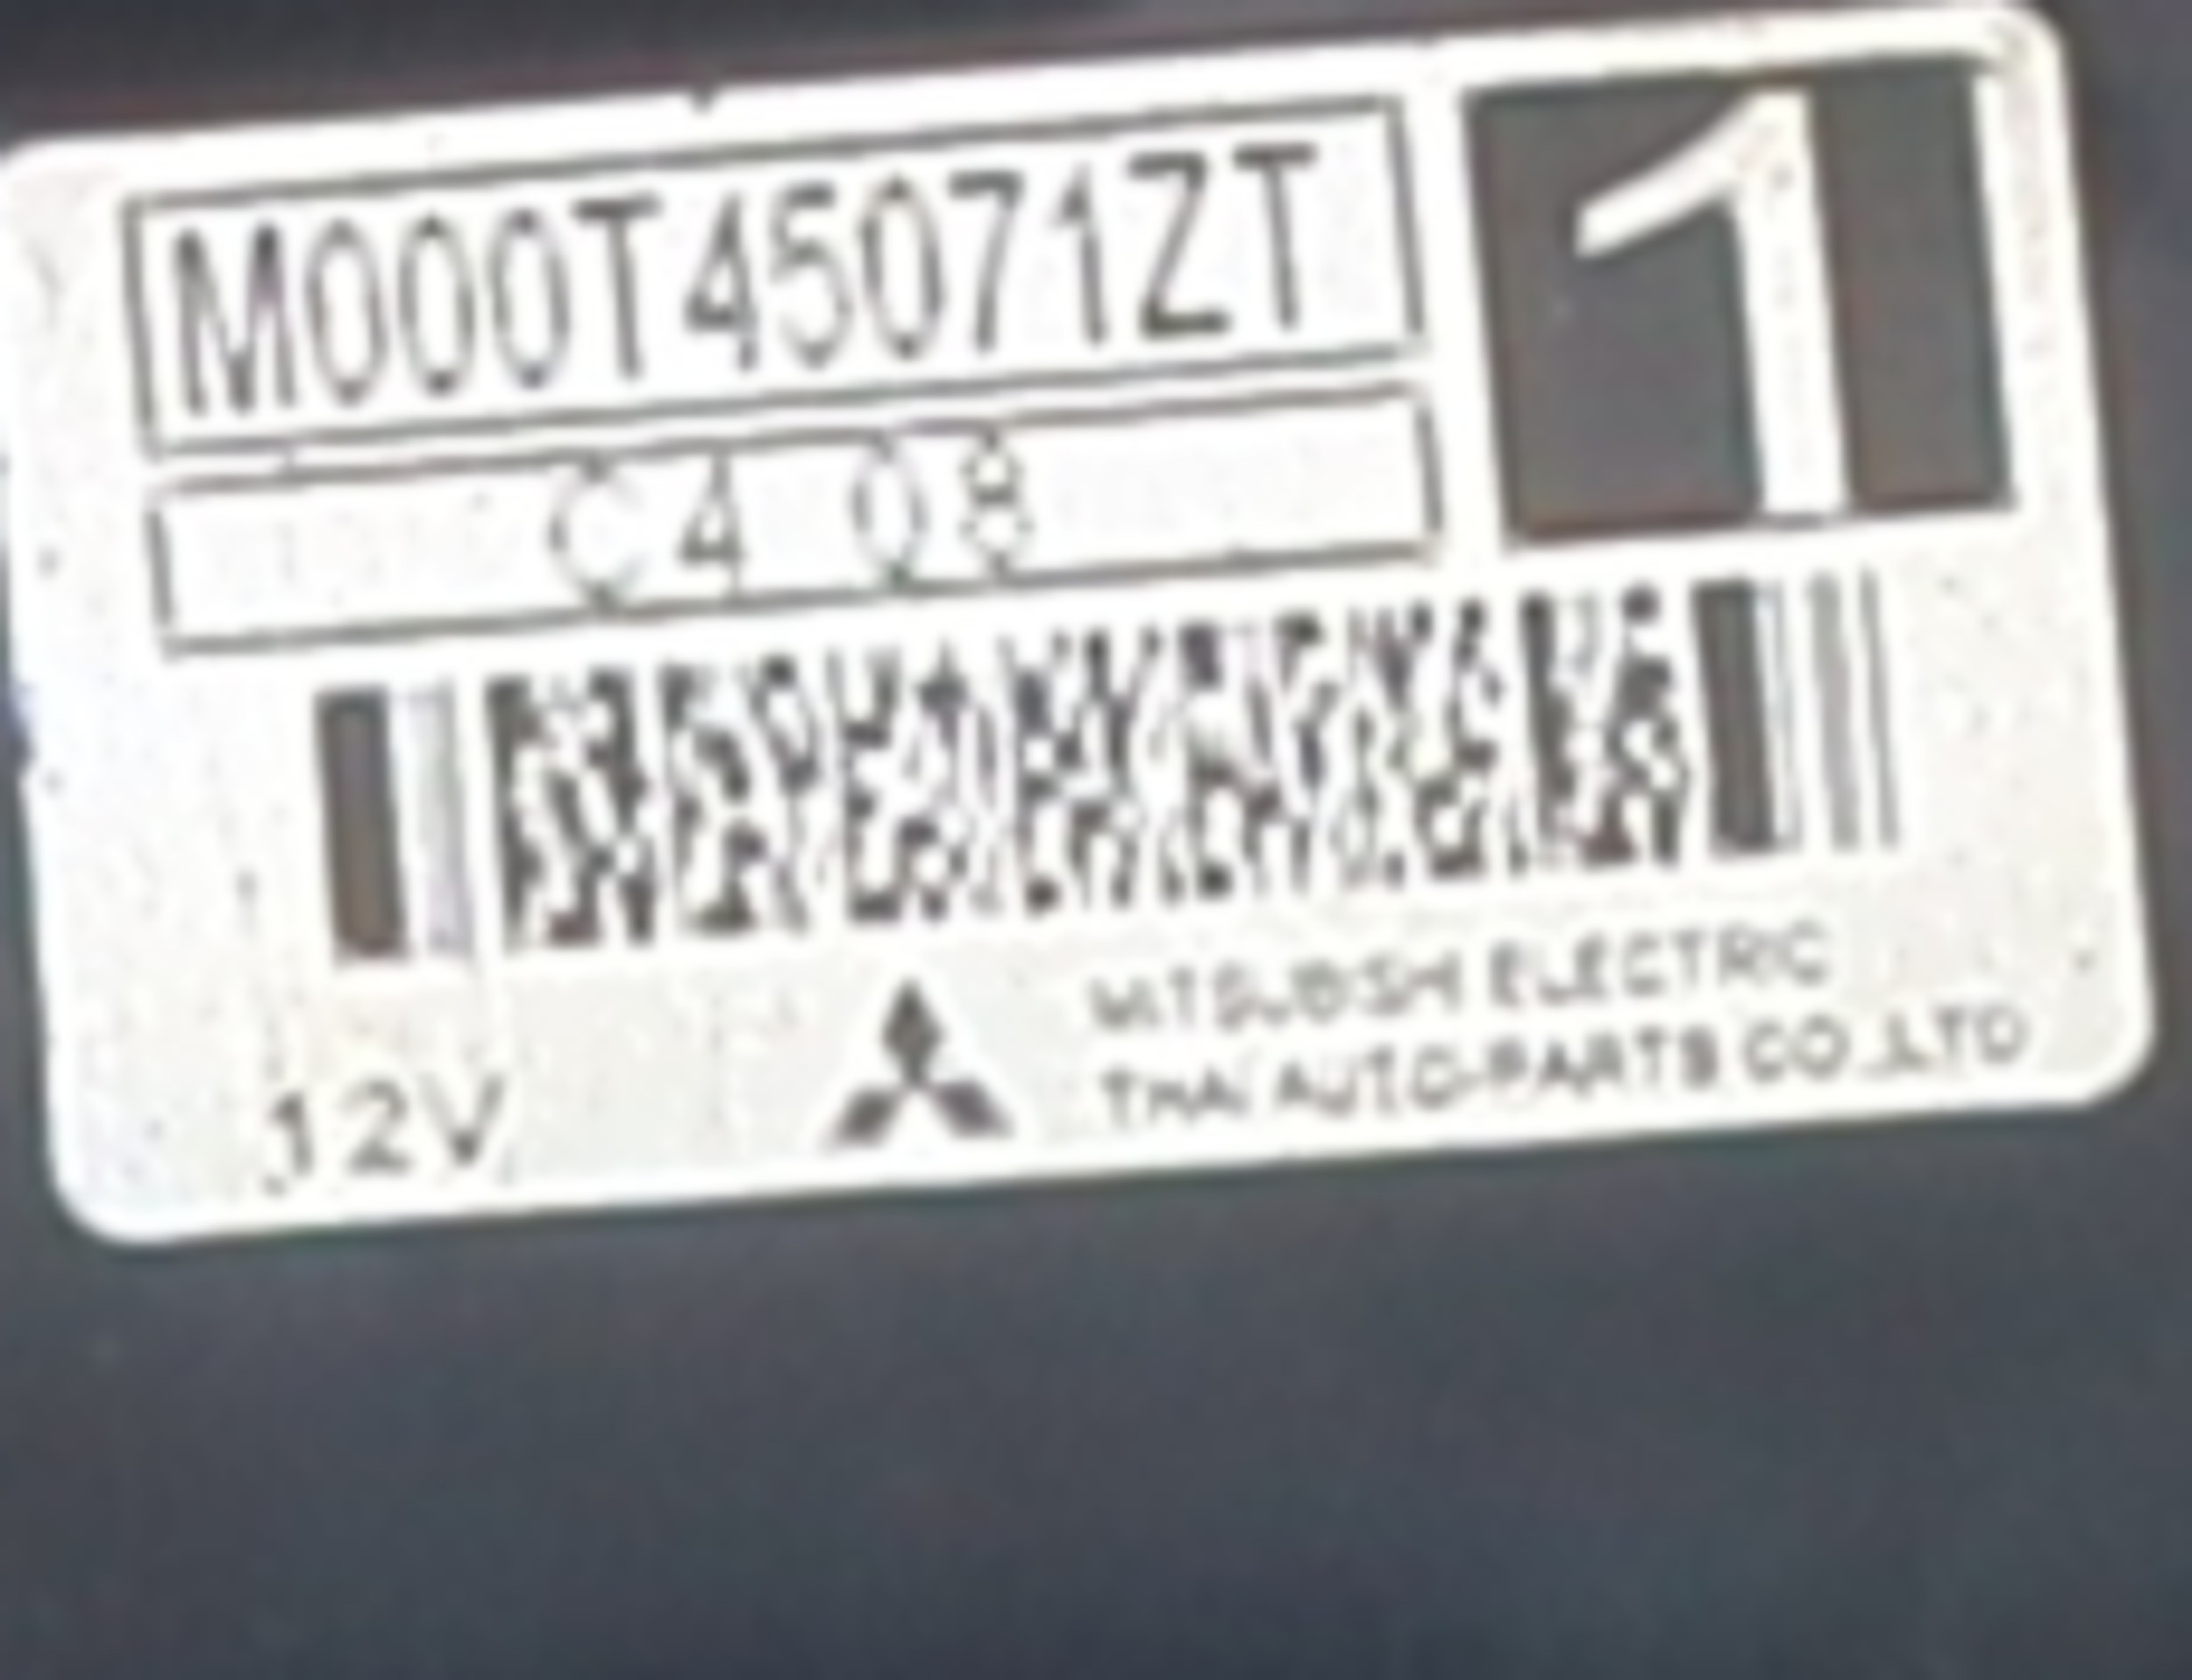 M000T45071ZT
1
C4 08
12V
MITSUBISHI ELECTRIC
THAI AUTO-PARTS CO.,LTD